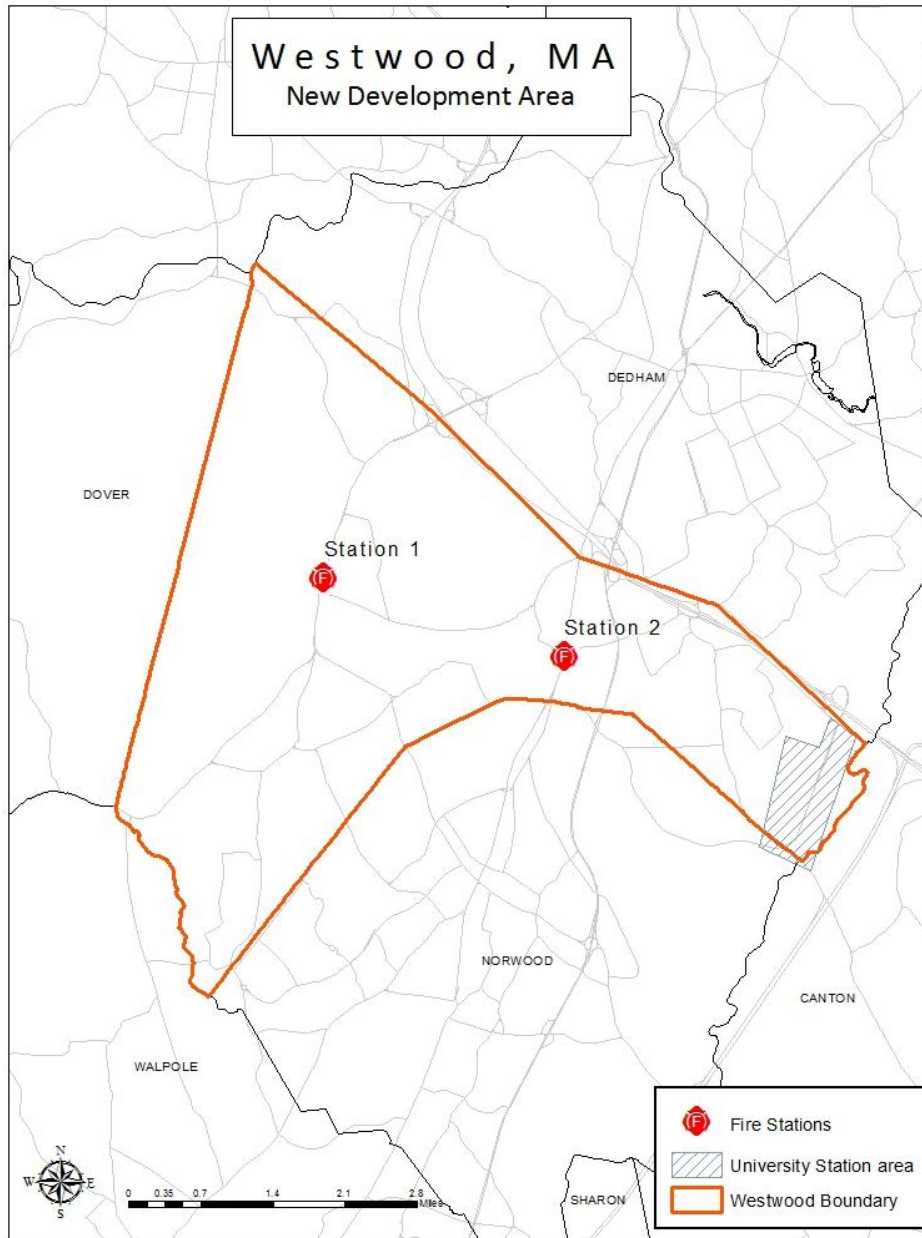 Westwood, MA
New Development Area
DEDHAM
DOVER
Station 1
(F)
Station 2
(F)
NORWOOD
CANTON
WALPOLE
(F) Fire Stations
University Station area
Westwood Boundary
N
W E
S
0 0.35 0.7 1.4 2.1 2.8
Miles
SHARON